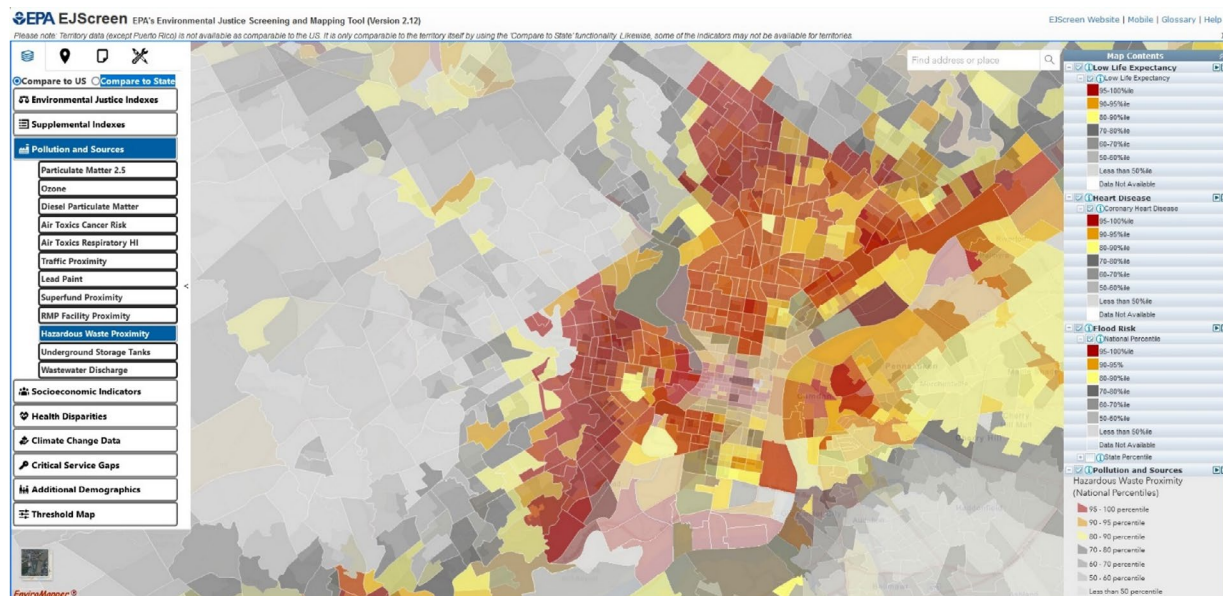 EPA EJScreen EPA's Environmental Justice Screening and Mapping Tool (Version 2.12)
EJScreen Website | Mobile | Glossary | Help
Please note: Territory data (except Puerto Rico) is not available as comparable to the US. It is only comparable to the territory itself by using the 'Compare to State' functionality. Likewise, some of the indicators may not be available for territories.
Compare to US Compare to State
Environmental Justice Indexes
Supplemental Indexes
Pollution and Sources
Particulate Matter 2.5
Ozone
Diesel Particulate Matter
Air Toxics Cancer Risk
Air Toxics Respiratory HI
Traffic Proximity
Lead Paint
Superfund Proximity
RMP Facility Proximity
Hazardous Waste Proximity
Underground Storage Tanks
Wastewater Discharge
Socioeconomic Indicators
Health Disparities
Climate Change Data
Critical Service Gaps
Additional Demographics
Threshold Map
EnviroMapper®
<
Find address or place
Pennsauken
Cherry Hill
Cherry
Hill Mall
Map Contents
Low Life Expectancy
Low Life Expectancy
95-100%ile
90-95%ile
80-90%ile
70-80%ile
60-70%ile
50-60%ile
Less than 50%ile
Data Not Available
Heart Disease
Coronary Heart Disease
95-100%ile
90-95%ile
80-90%ile
70-80%ile
60-70%ile
50-60%ile
Less than 50%ile
Data Not Available
Flood Risk
National Percentile
95-100%ile
90-95%
80-90%ile
70-80%ile
60-70%ile
50-60%ile
Less than 50%ile
Data Not Available
State Percentile
Pollution and Sources
Hazardous Waste Proximity
(National Percentiles)
95 - 100 percentile
90 - 95 percentile
80 - 90 percentile
70 - 80 percentile
60 - 70 percentile
50 - 60 percentile
Less than 50 percentile